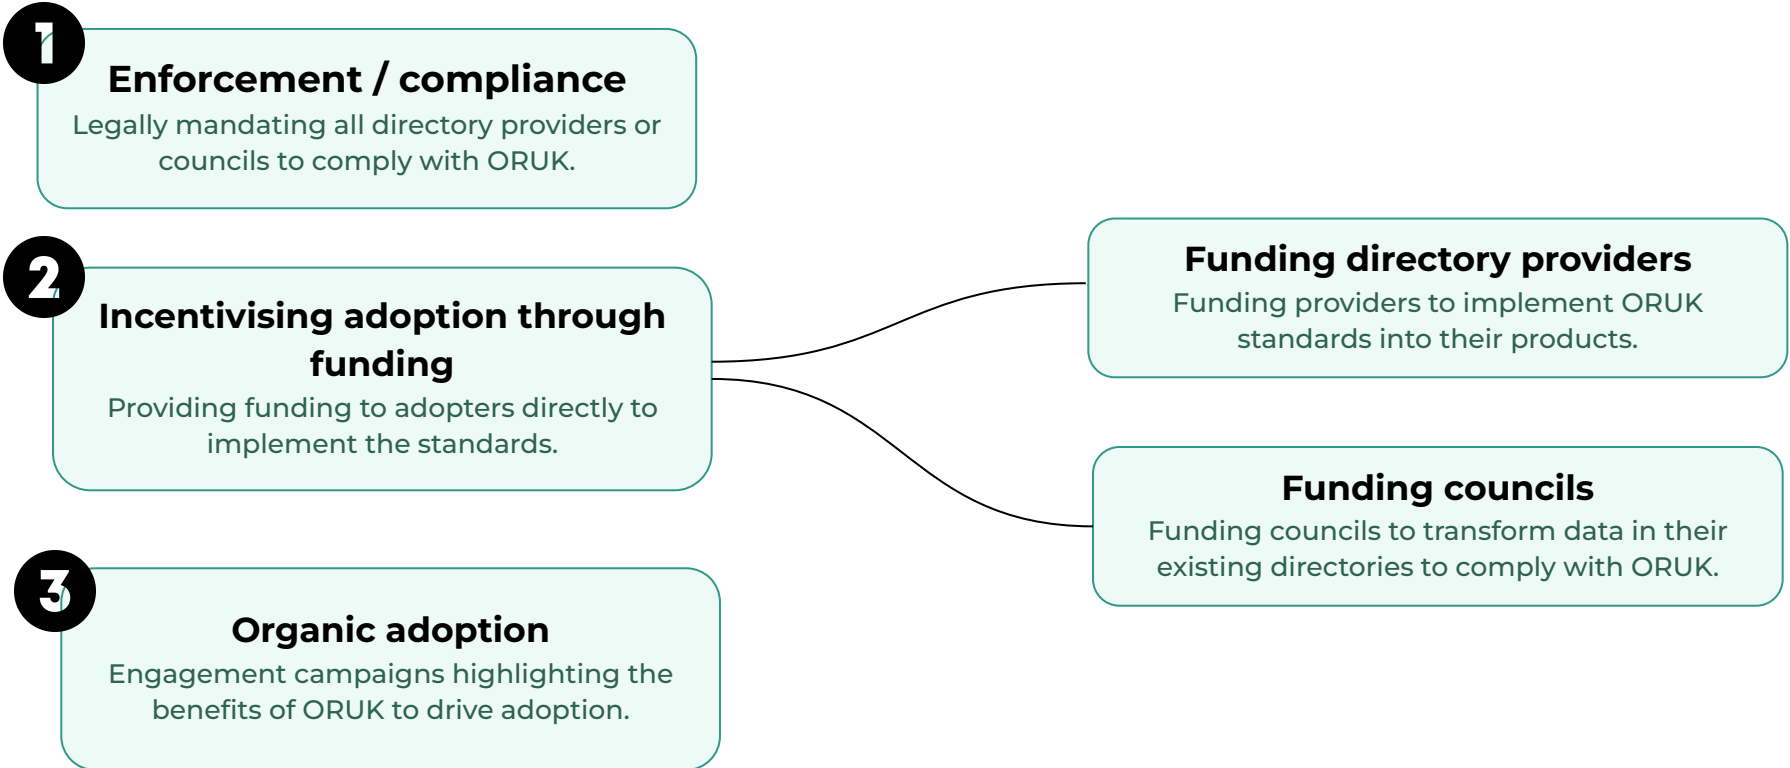 1
Enforcement / compliance
Legally mandating all directory providers or
councils to comply with ORUK.
2
Incentivising adoption through
funding
Providing funding to adopters directly to
implement the standards.
Funding directory providers
Funding providers to implement ORUK
standards into their products.
Funding councils
Funding councils to transform data in their
existing directories to comply with ORUK.
3
Organic adoption
Engagement campaigns highlighting the
benefits of ORUK to drive adoption.